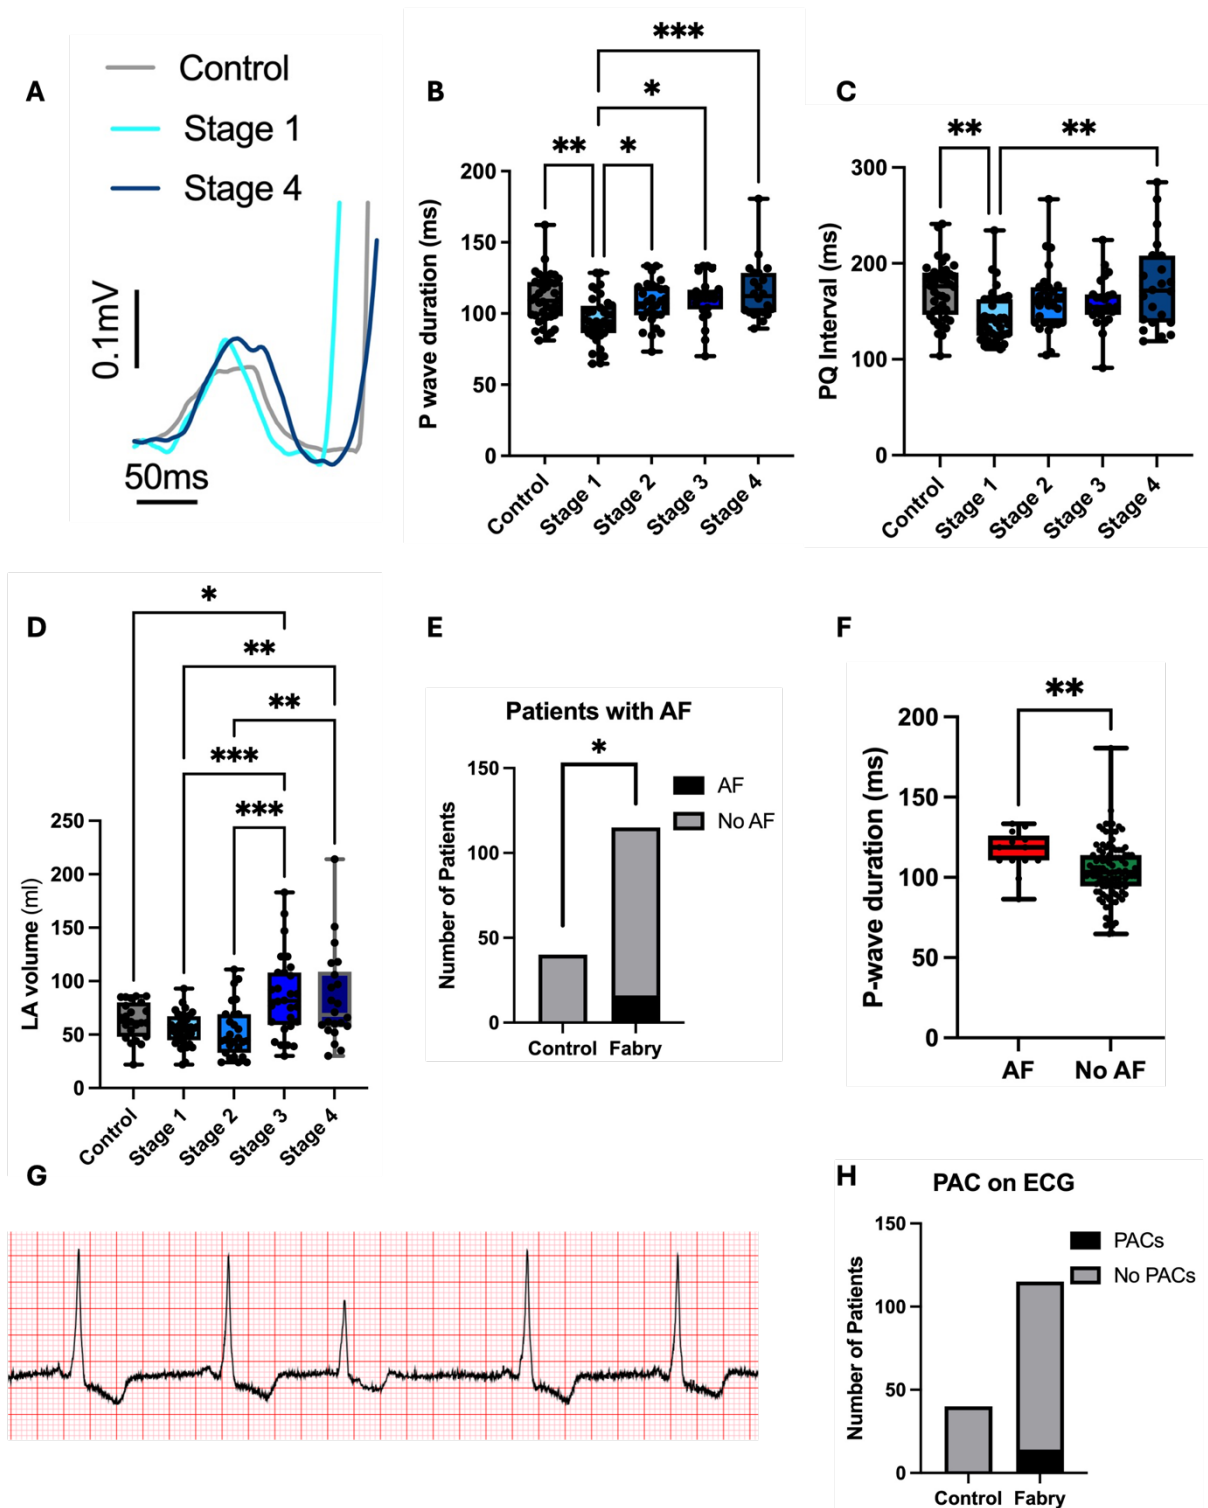 A
Control
Stage 1
Stage 4
0.1mV
50ms
B
***
*
**
*
P wave duration (ms)
200
150
100
50
0
Control
Stage 1
Stage 2
Stage 3
Stage 4
C
**
**
PQ Interval (ms)
300
200
100
0
Control
Stage 1
Stage 2
Stage 3
Stage 4
D
*
**
**
***
***
LA volume (ml)
250
200
150
100
50
0
Control
Stage 1
Stage 2
Stage 3
Stage 4
E
Patients with AF
*
AF
No AF
Number of Patients
150
100
50
0
Control Fabry
F
**
P-wave duration (ms)
200
150
100
50
0
AF No AF
G
H
PAC on ECG
PACs
No PACs
Number of Patients
150
100
50
0
Control Fabry